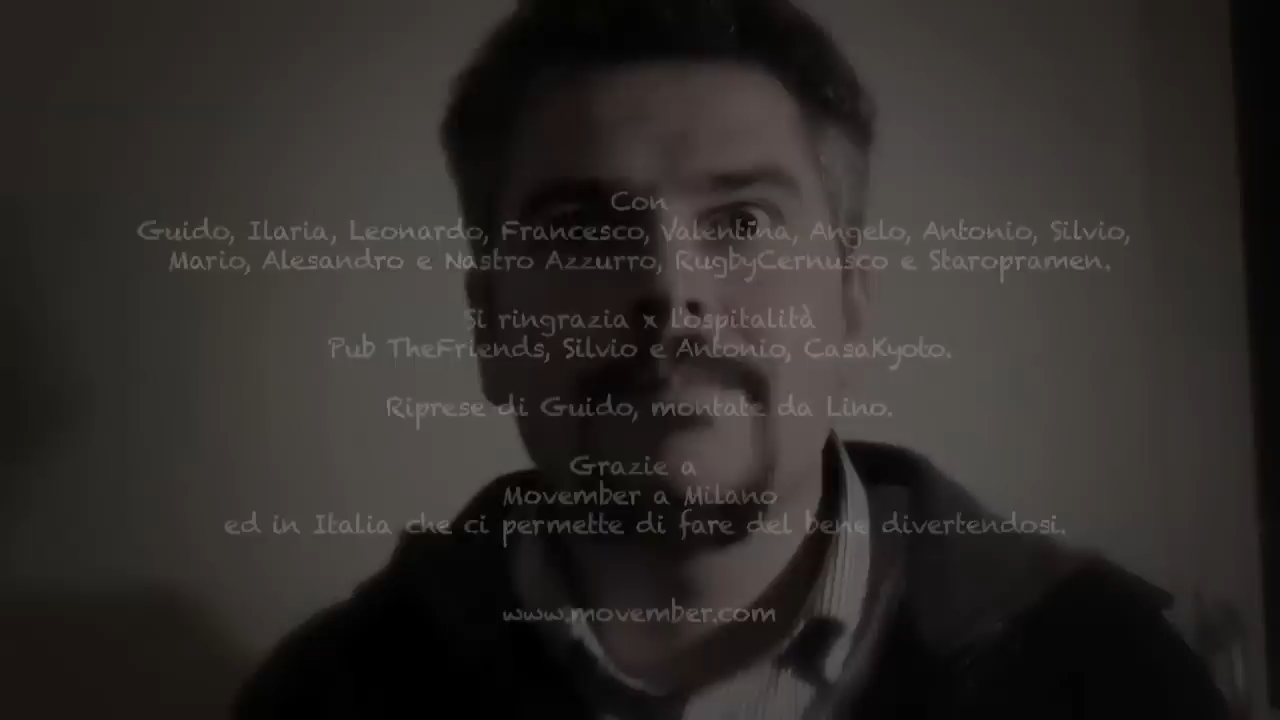 Con
Guido, Ilaria, Leonardo, Francesco, Valentina, Angelo, Antonio, Silvio,
Mario, Alesandro e Nastro Azzurro, RugbyCernusco e Staropramen.
Si ringrazia x l'ospitalità
Pub TheFriends, Silvio e Antonio, CasaKyoto.
Riprese di Guido, montate da Lino.
Grazie a
Movember a Milano
ed in Italia che ci permette di fare del bene divertendosi.
www.movember.com